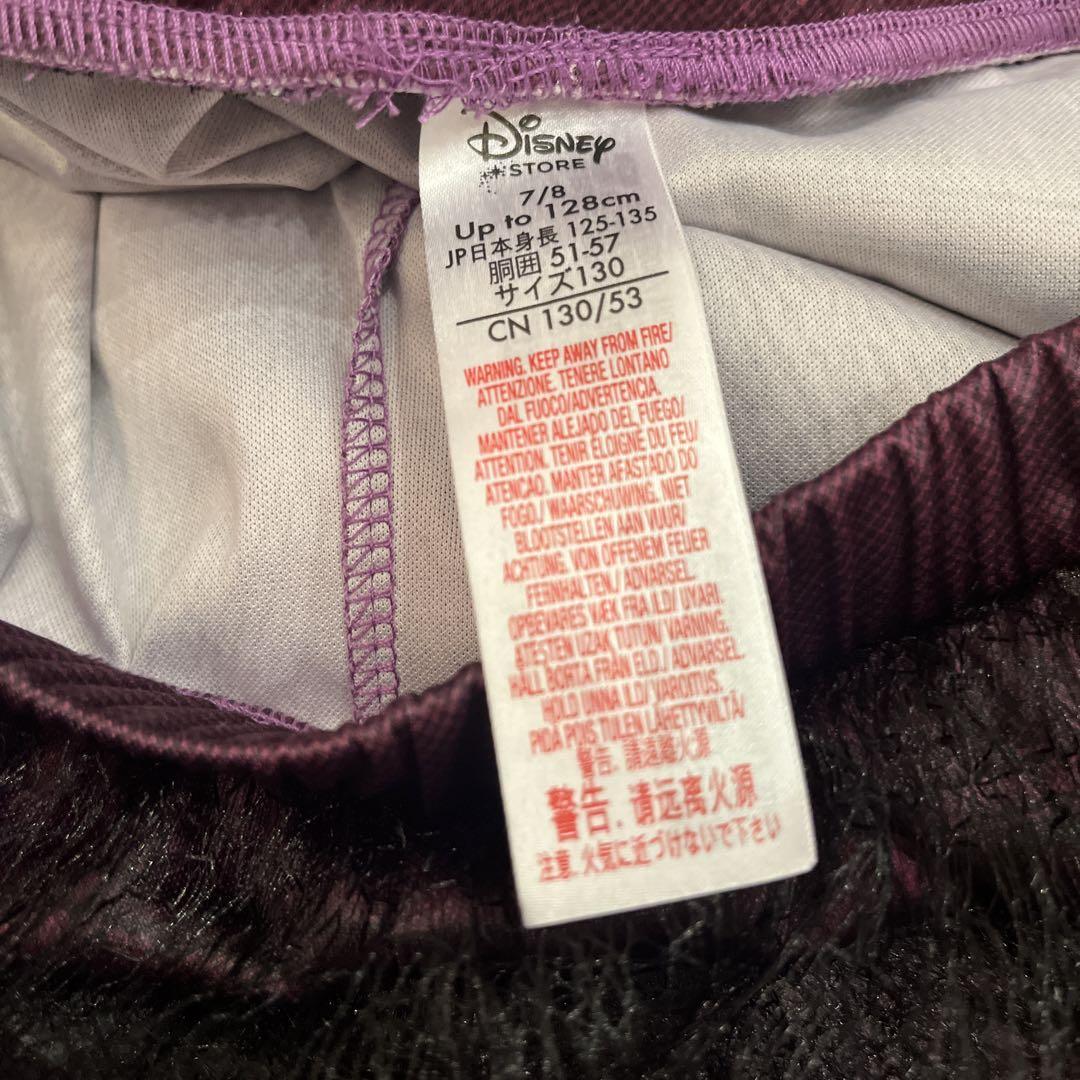 Disney
STORE
7/8
Up to 128cm
JP日本身長 125-135
胴囲 51-57
サイズ130
CN 130/53
WARNING. KEEP AWAY FROM FIRE/
ATTENZIONE. TENERE LONTANO
DAL FUOCO/ADVERTENCIA.
MANTENER ALEJADO DEL FUEGO/
ATTENTION. TENIR ÉLOIGNÉ DU FEU/
ATENCAO. MANTER AFASTADO DO
FOGO./ WAARSCHUWING. NIET
BLOOTSTELLEN AAN VUUR/
ACHTUNG. VON OFFENEM FEUER
FERNHALTEN./ ADVARSEL.
OPBEVARES VÆK FRA ILD/ UYARI.
ATESTEN UZAK TUTUN/ VARNING.
HALL BORTA FRÅN ELD./ ADVARSEL
HOLD UNNA ILD/ VAROITUS.
PIDA POIS TULEN LÄHETTYVILTÄ/
警告. 請遠離火源
警告. 请远离火源
注意. 火気に近づけないで下さい